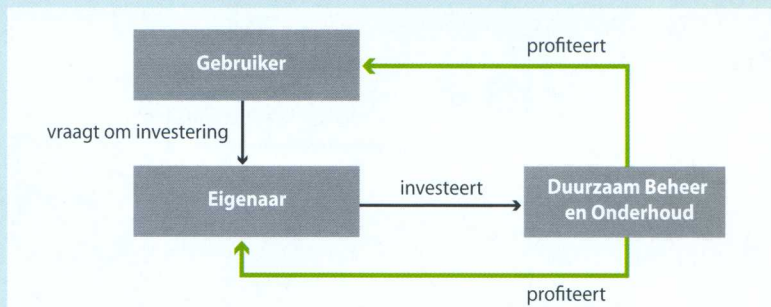 profiteert
Gebruiker
vraagt om investering
Eigenaar
investeert
Duurzaam Beheer
en Onderhoud
profiteert